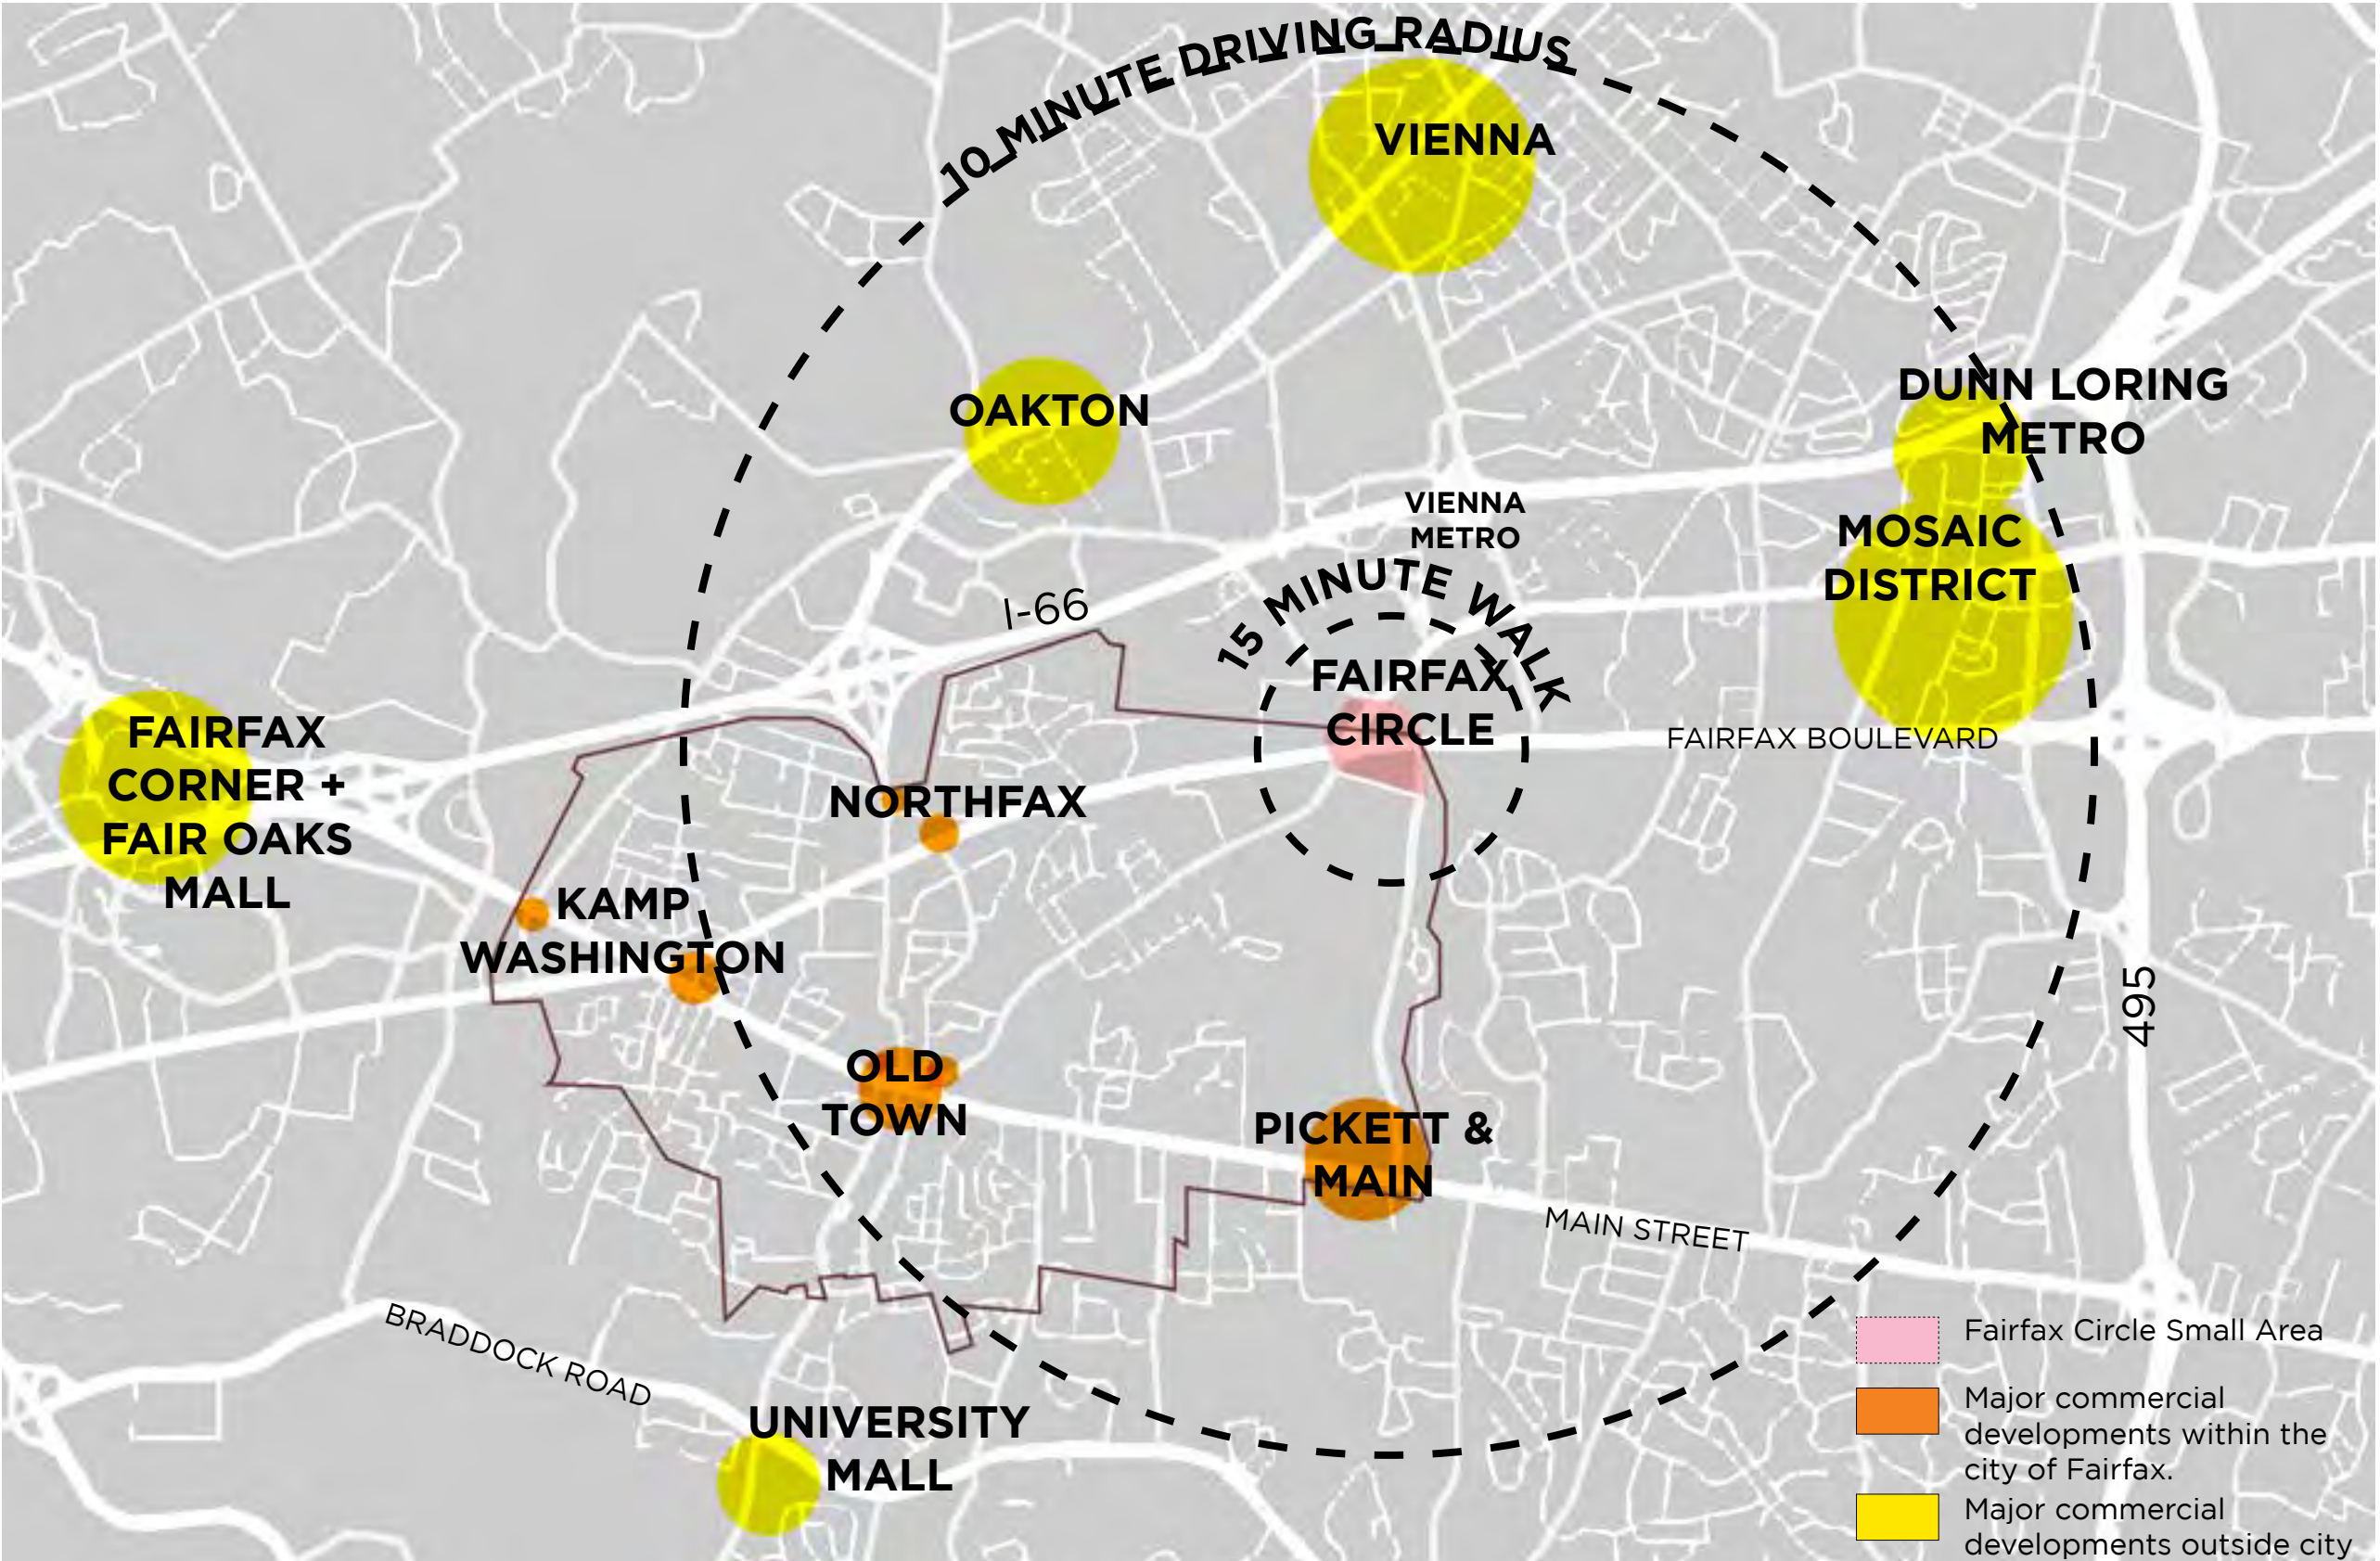 10 MINUTE DRIVING RADIUS
VIENNA
OAKTON
DUNN LORING
METRO
VIENNA
METRO
MOSAIC
DISTRICT
15 MINUTE WALK
I-66
FAIRFAX
CIRCLE
FAIRFAX BOULEVARD
FAIRFAX
CORNER +
FAIR OAKS
MALL
NORTHFAX
KAMP
WASHINGTON
495
OLD
TOWN
PICKETT &
MAIN
MAIN STREET
BRADDOCK ROAD
UNIVERSITY
MALL
Fairfax Circle Small Area
Major commercial
developments within the
city of Fairfax.
Major commercial
developments outside city